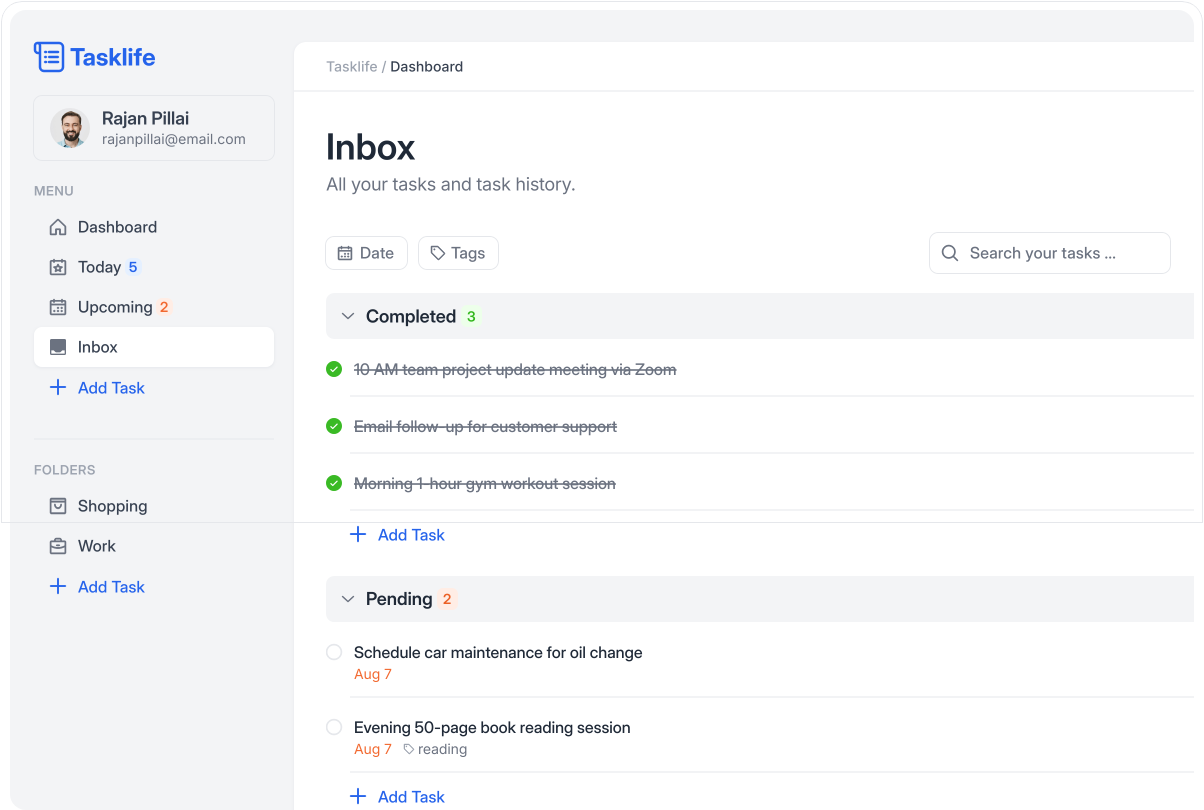 Tasklife
Rajan Pillai
rajanpillai@email.com
MENU
Dashboard
Today 5
Upcoming 2
Inbox
Add Task
FOLDERS
Shopping
Work
Add Task
Tasklife / Dashboard
Inbox
All your tasks and task history.
Date Tags Search your tasks ...
Completed 3
10 AM team project update meeting via Zoom
Email follow-up for customer support
Morning 1-hour gym workout session
Add Task
Pending 2
Schedule car maintenance for oil change
Aug 7
Evening 50-page book reading session
Aug 7 reading
Add Task